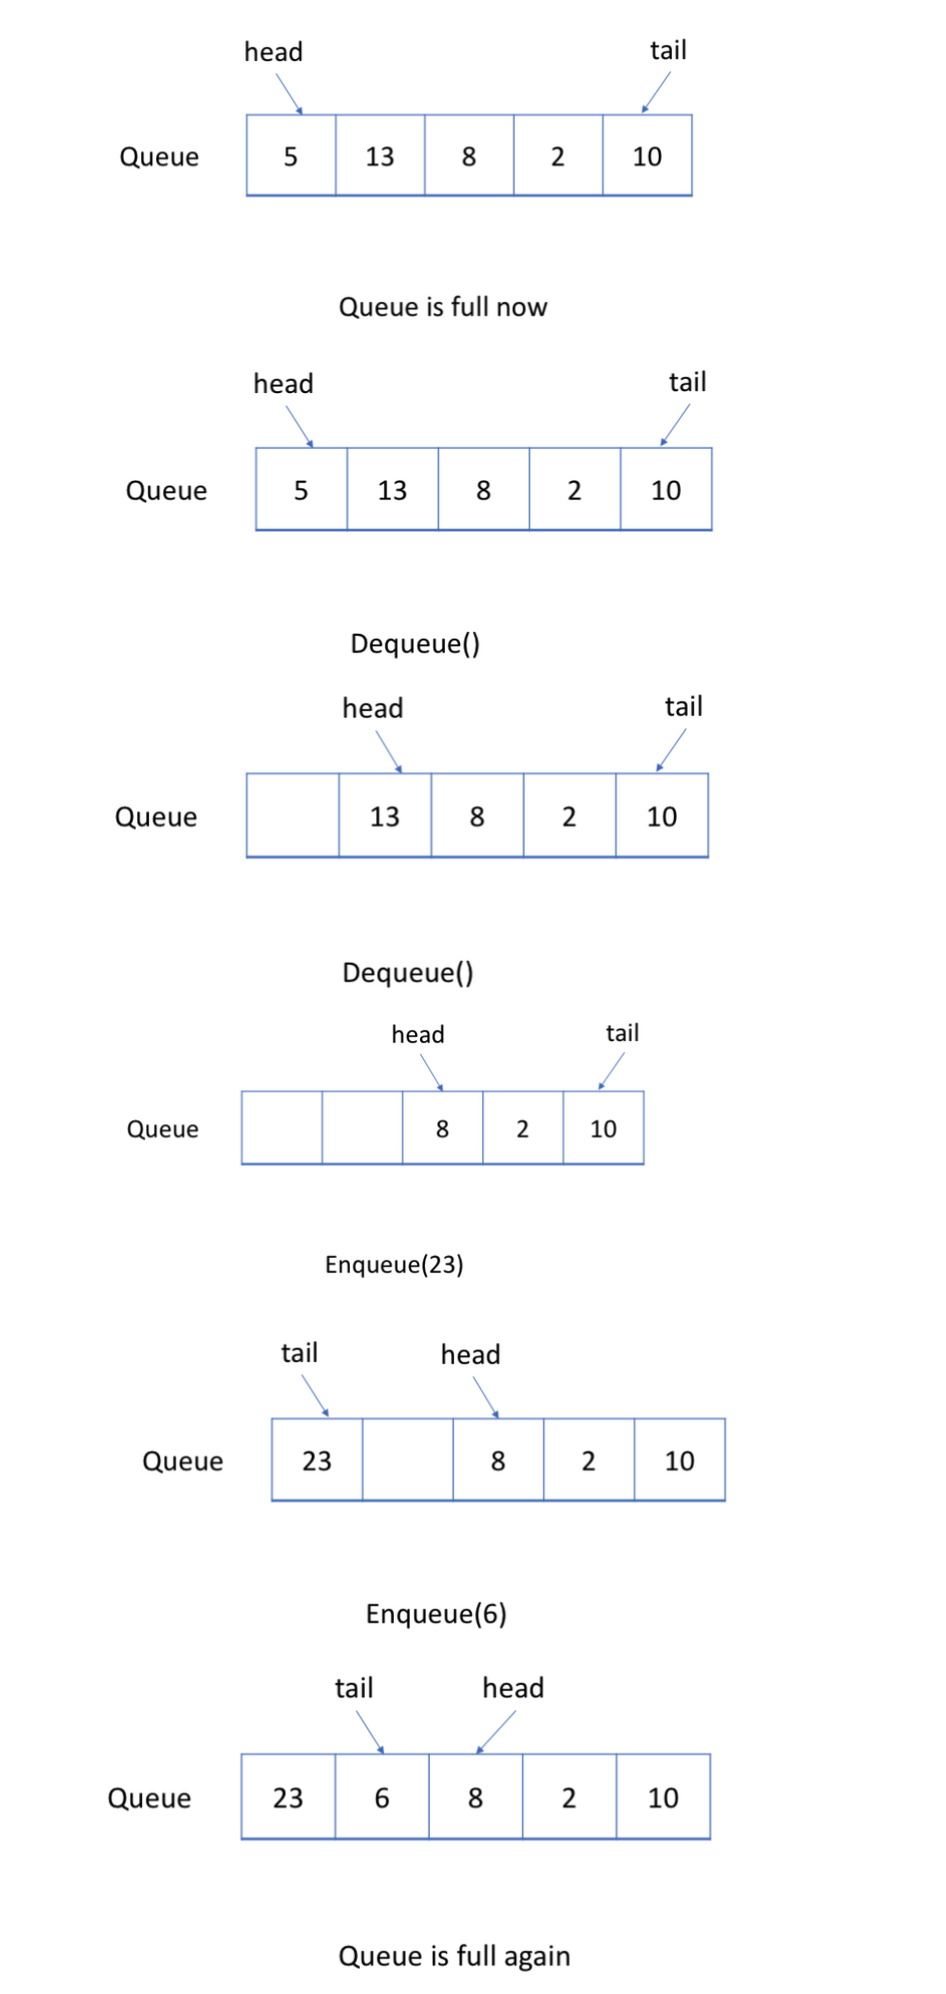 head tail
Queue 5 13 8 2 10
Queue is full now
head tail
Queue 5 13 8 2 10
Dequeue()
head tail
Queue 13 8 2 10
Dequeue()
head tail
Queue 8 2 10
Enqueue(23)
tail head
Queue 23 8 2 10
Enqueue(6)
tail head
Queue 23 6 8 2 10
Queue is full again